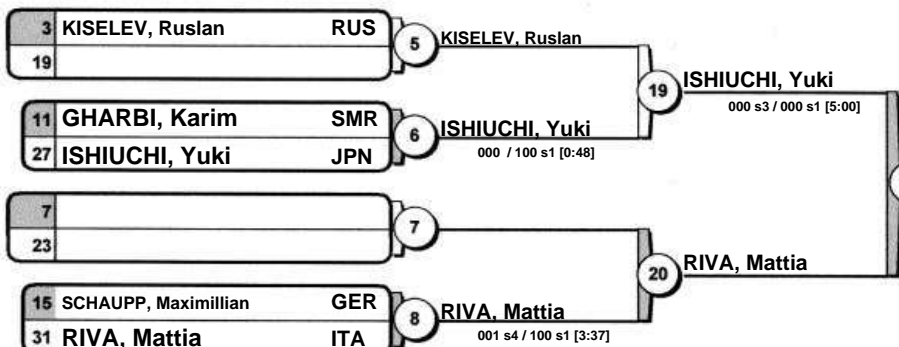 3 KISELEV, Ruslan RUS
19
5
KISELEV, Ruslan
11 GHARBI, Karim SMR
27 ISHIUCHI, Yuki JPN
6
ISHIUCHI, Yuki
000 / 100 s1 [0:48]
19
ISHIUCHI, Yuki
000 s3 / 000 s1 [5:00]
7
23
7
15 SCHAUPP, Maximillian GER
31 RIVA, Mattia ITA
8
RIVA, Mattia
001 s4 / 100 s1 [3:37]
20
RIVA, Mattia